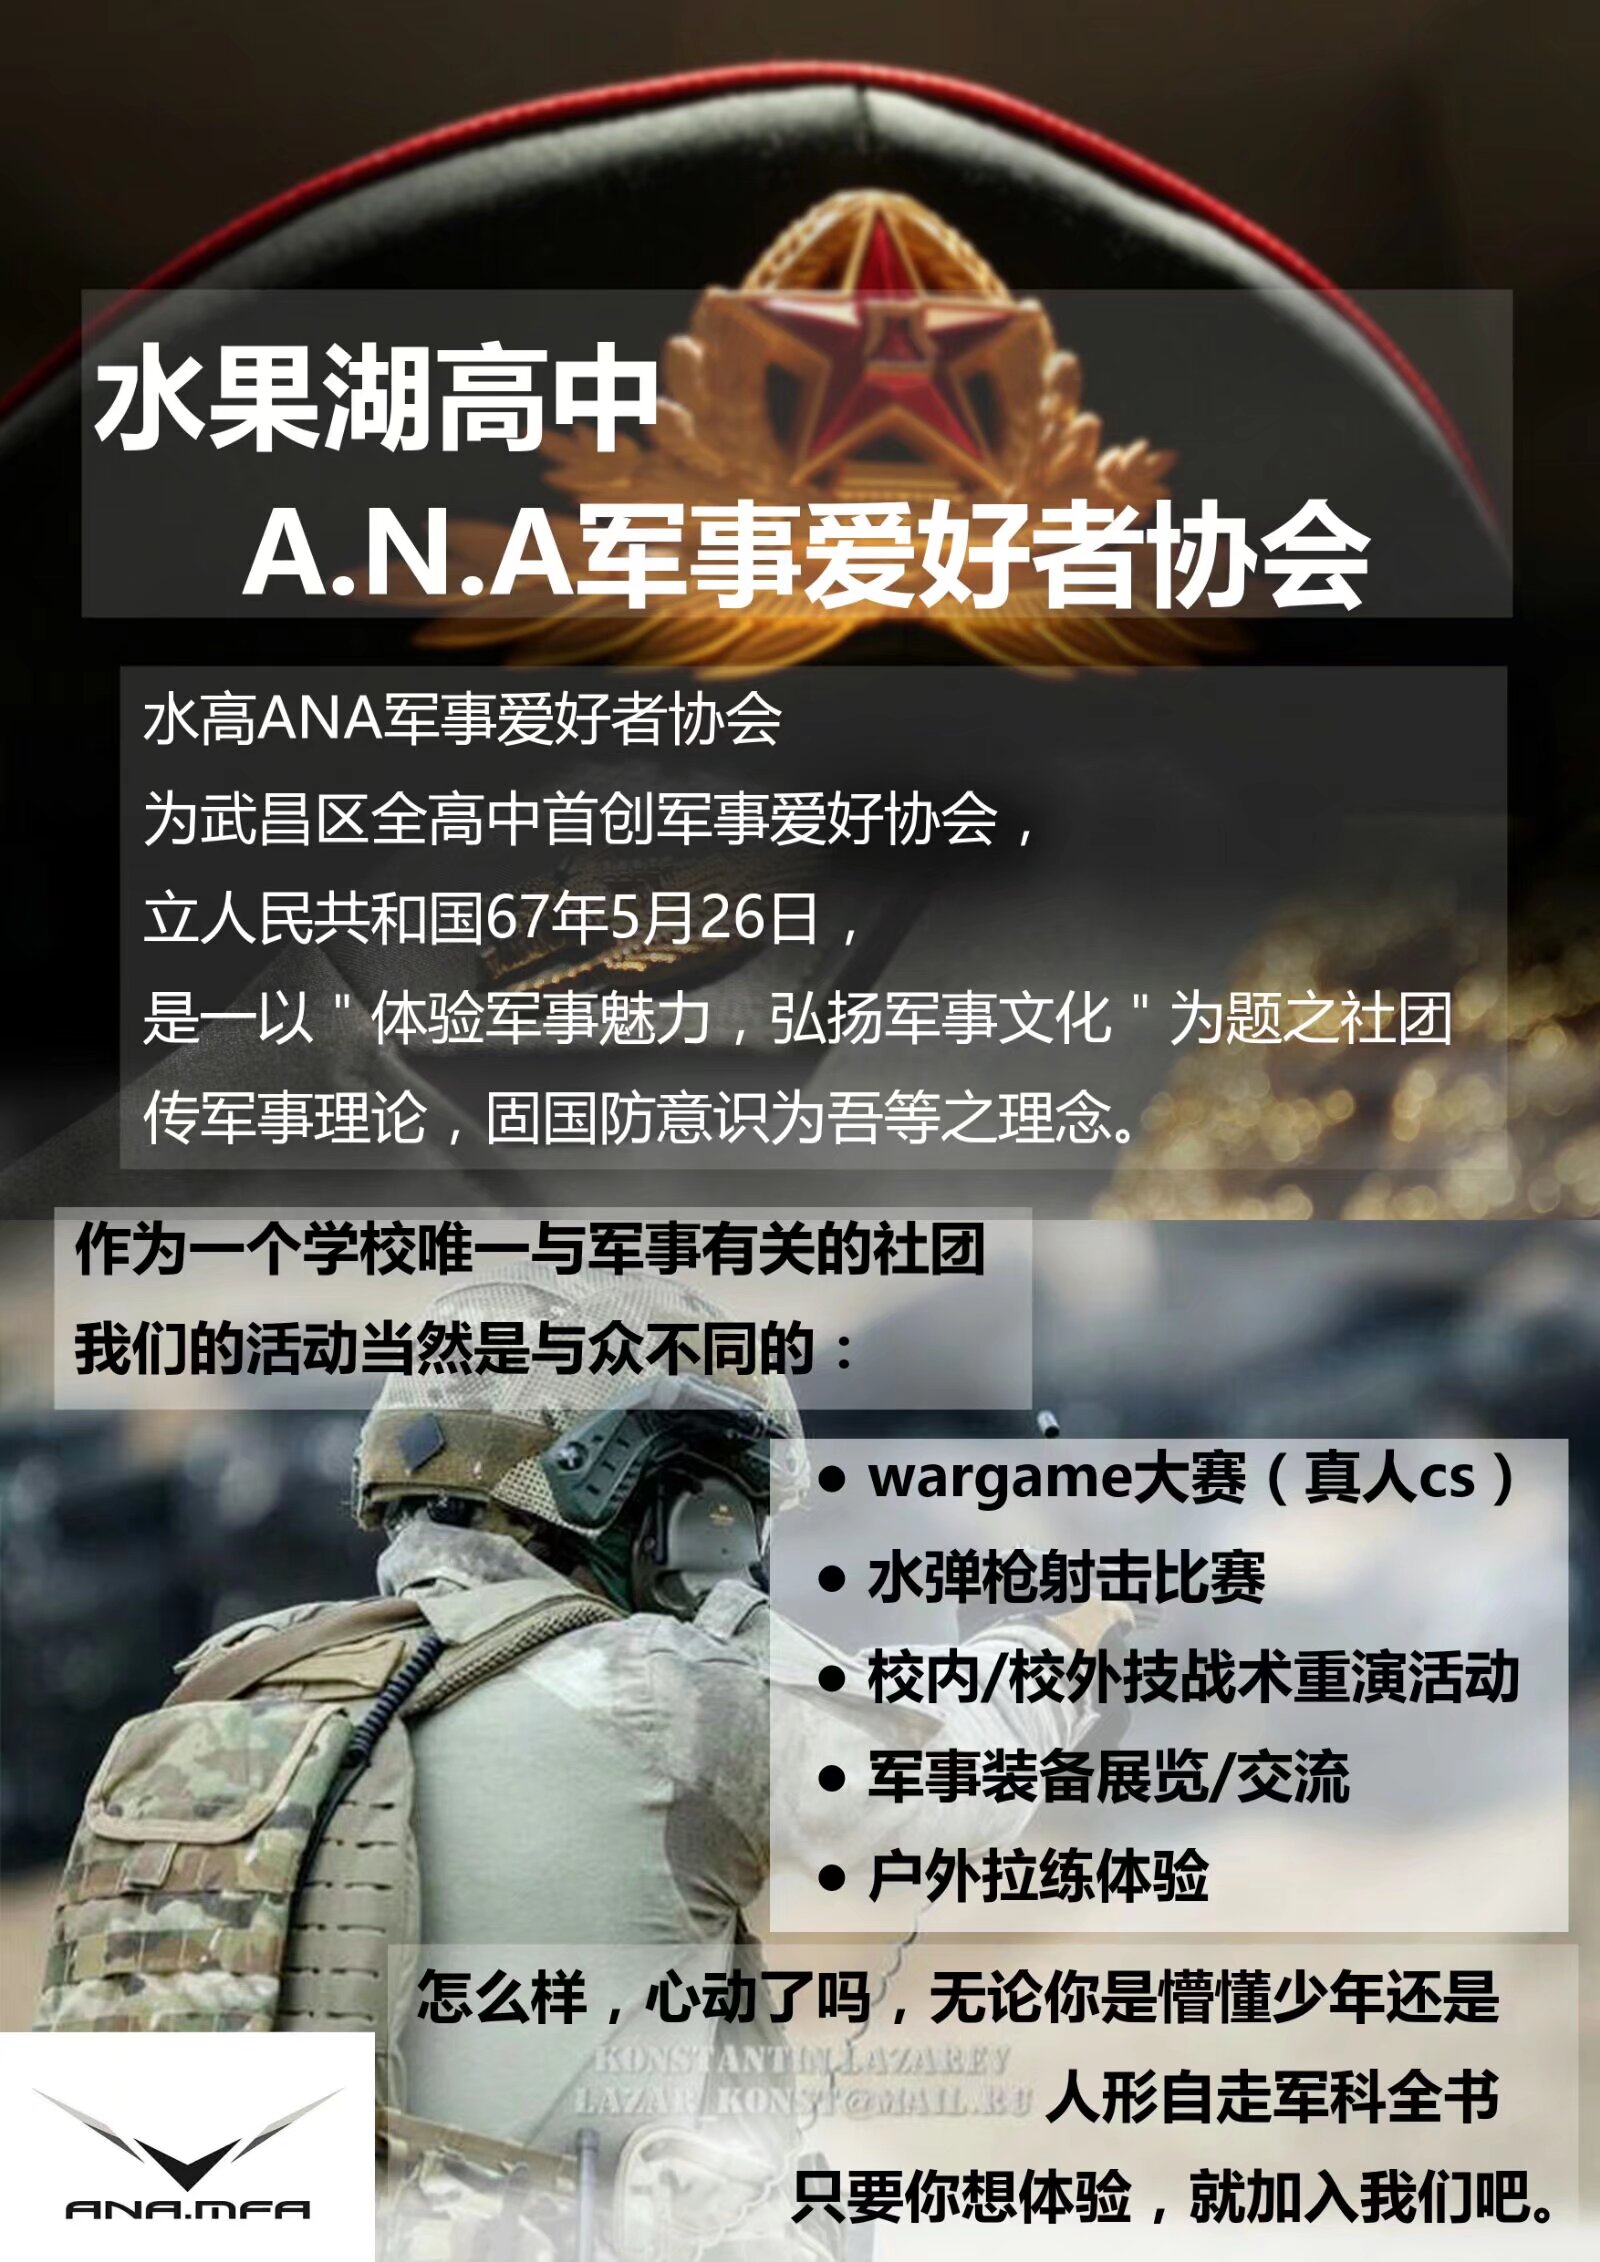 水果湖高中
A.N.A军事爱好者协会
水高ANA军事爱好者协会
为武昌区全高中首创军事爱好协会，
立人民共和国67年5月26日，
是一以＂体验军事魅力，弘扬军事文化＂为题之社团
传军事理论，固国防意识为吾等之理念。
作为一个学校唯一与军事有关的社团
我们的活动当然是与众不同的：
● wargame大赛（真人cs）
● 水弹枪射击比赛
● 校内/校外技战术重演活动
● 军事装备展览/交流
● 户外拉练体验
怎么样，心动了吗，无论你是懵懂少年还是
KONSTANTIN LAZAREV
LAZAR_KONST@MAIL.RU
人形自走军科全书
只要你想体验，就加入我们吧。
ANA.MFA